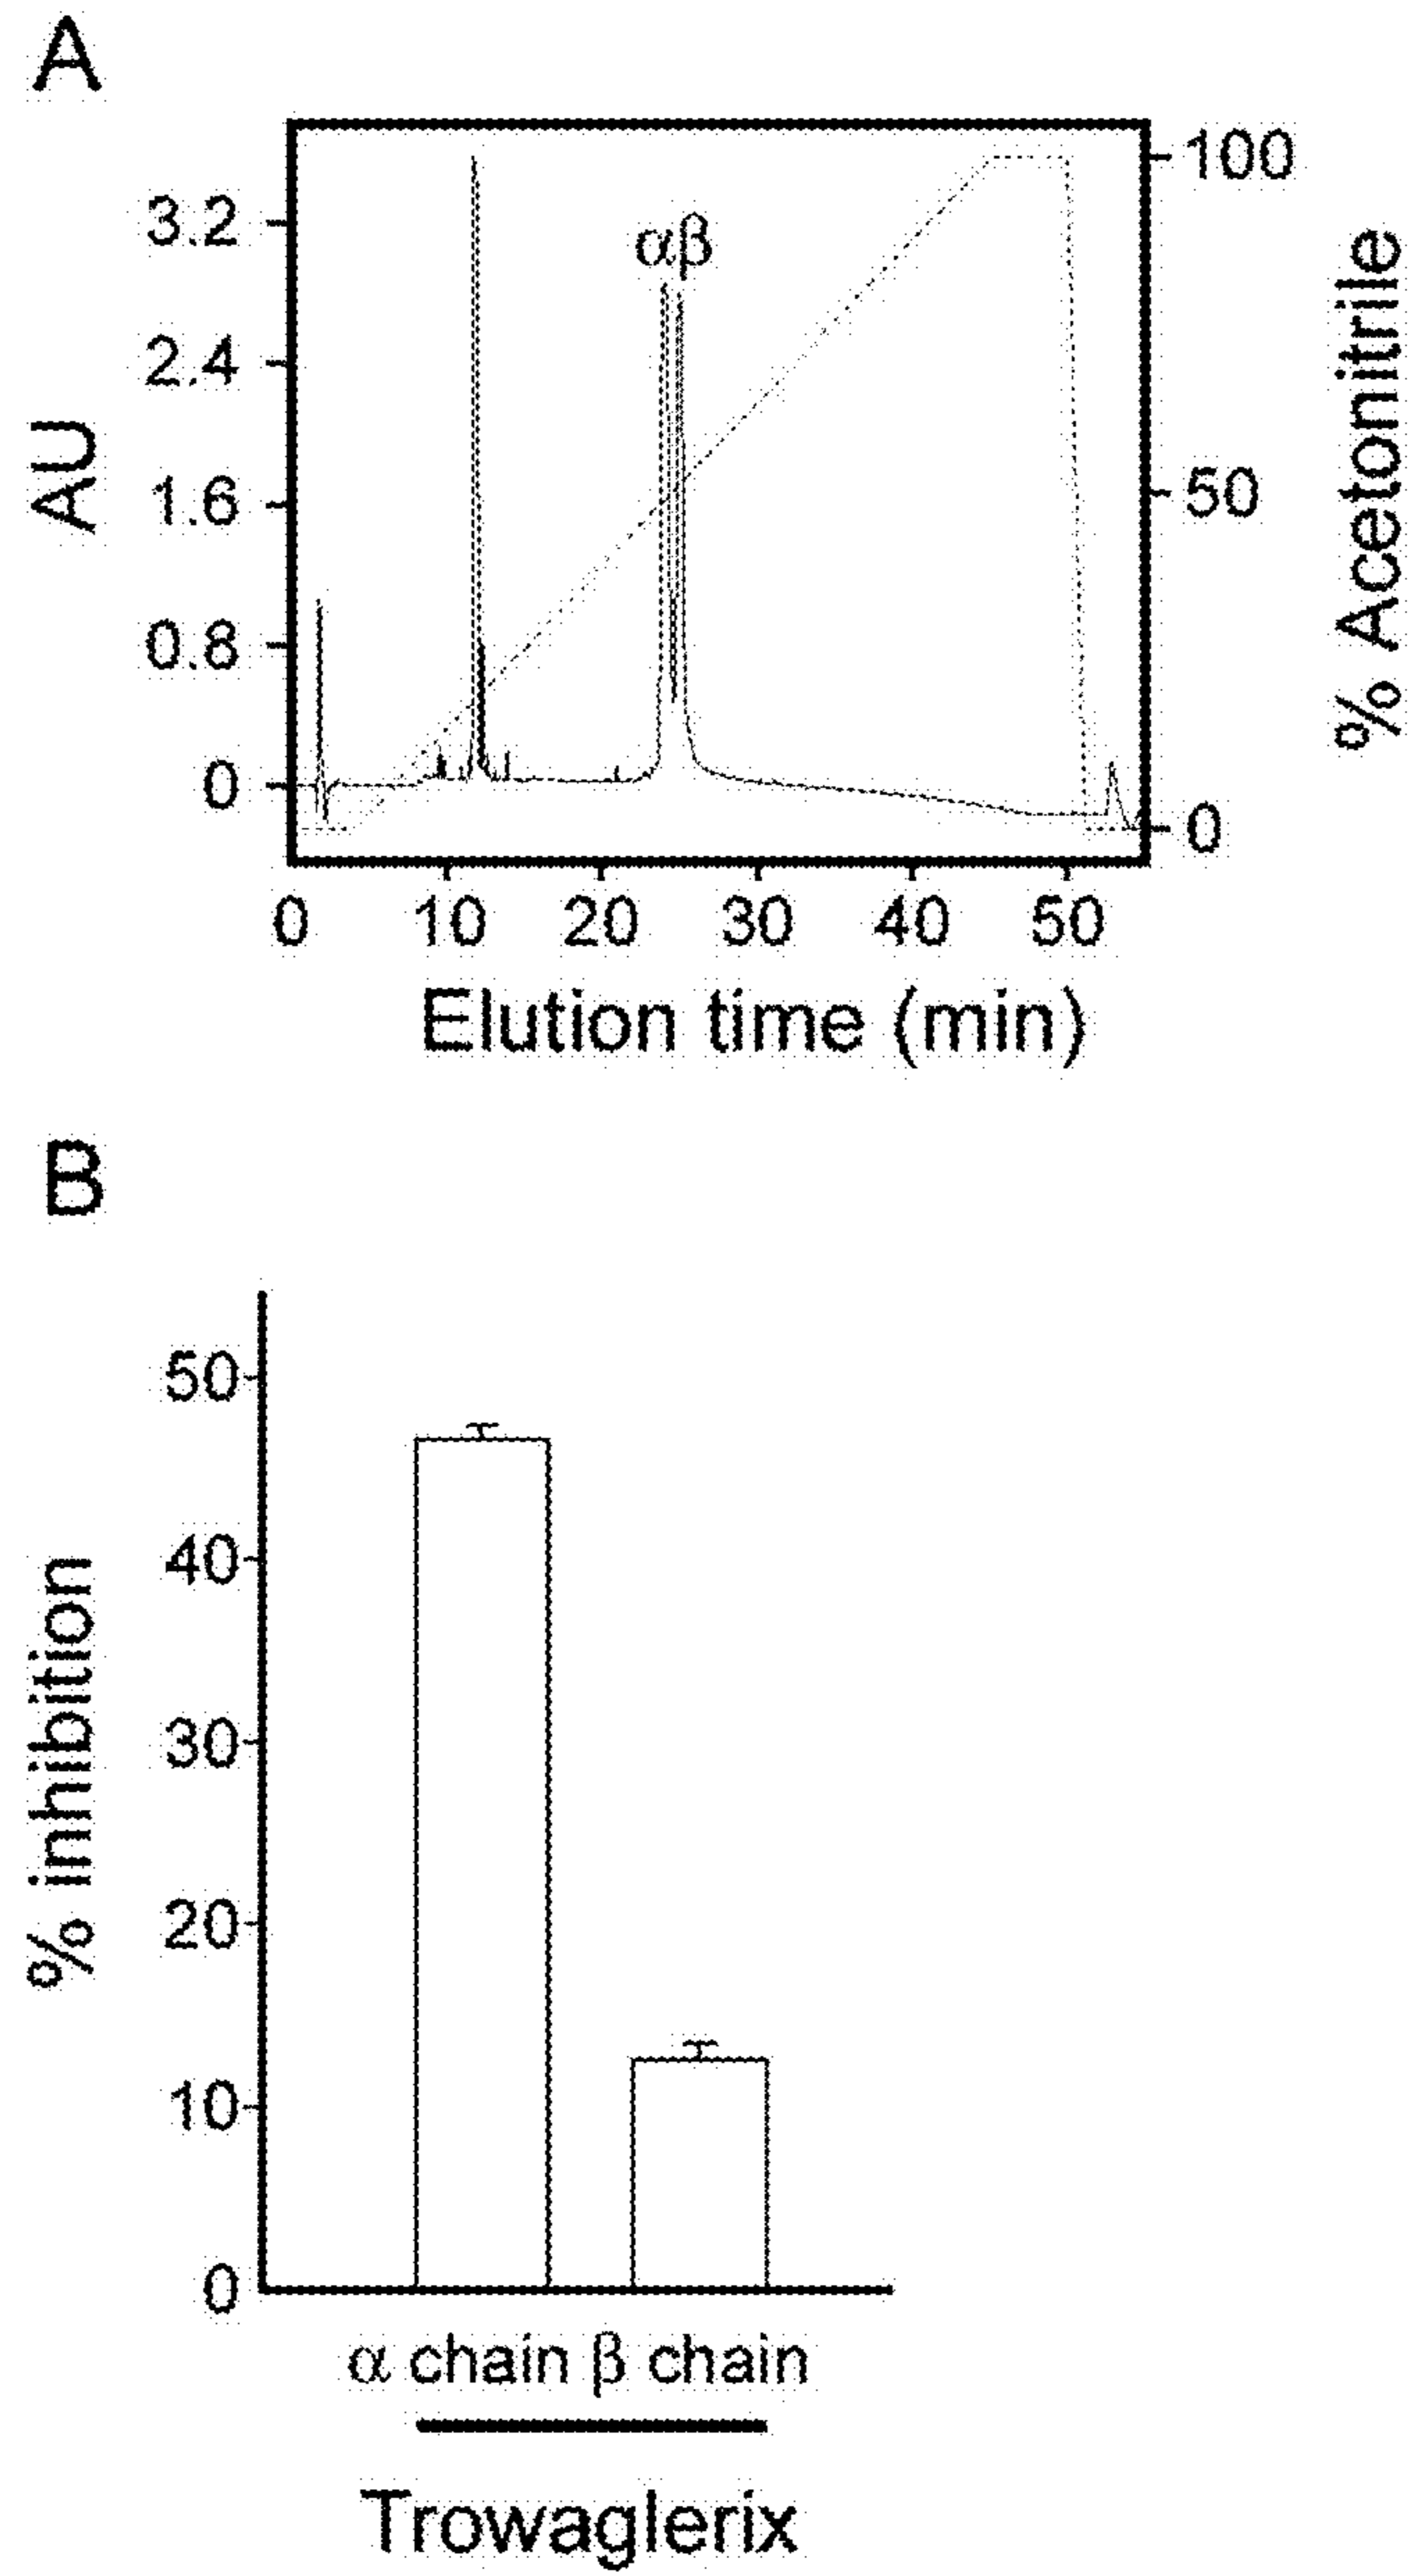 A
αβ
3.2
2.4
1.6
0.8
0
AU
100
50
0
% Acetonitrile
0 10 20 30 40 50
Elution time (min)
B
50
40
30
20
10
0
% inhibition
α chain β chain
Trowaglerix